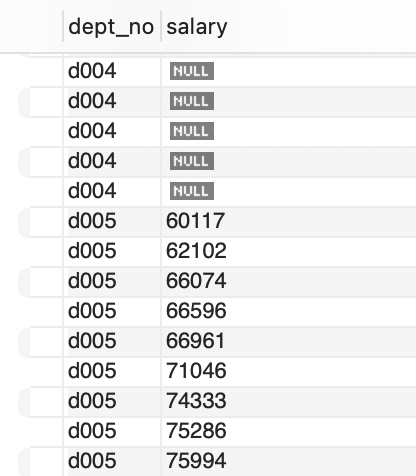 dept_no salary
d004 NULL
d004 NULL
d004 NULL
d004 NULL
d004 NULL
d005 60117
d005 62102
d005 66074
d005 66596
d005 66961
d005 71046
d005 74333
d005 75286
d005 75994